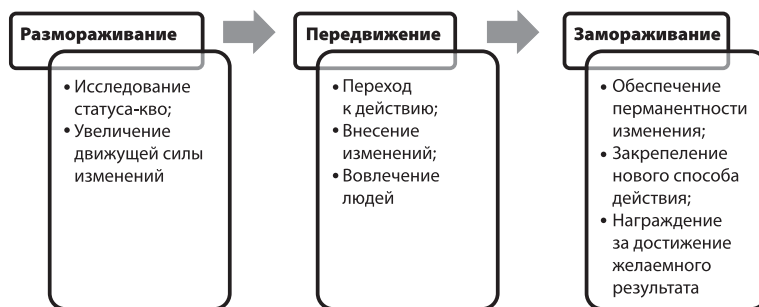 Размораживание
• Исследование
статуса-кво;
• Увеличение
движущей силы
изменений
Передвижение
• Переход
к действию;
• Внесение
изменений;
• Вовлечение
людей
Замораживание
• Обеспечение
перманентности
изменения;
• Закрепеление
нового способа
действия;
• Награждение
за достижение
желаемного
результата